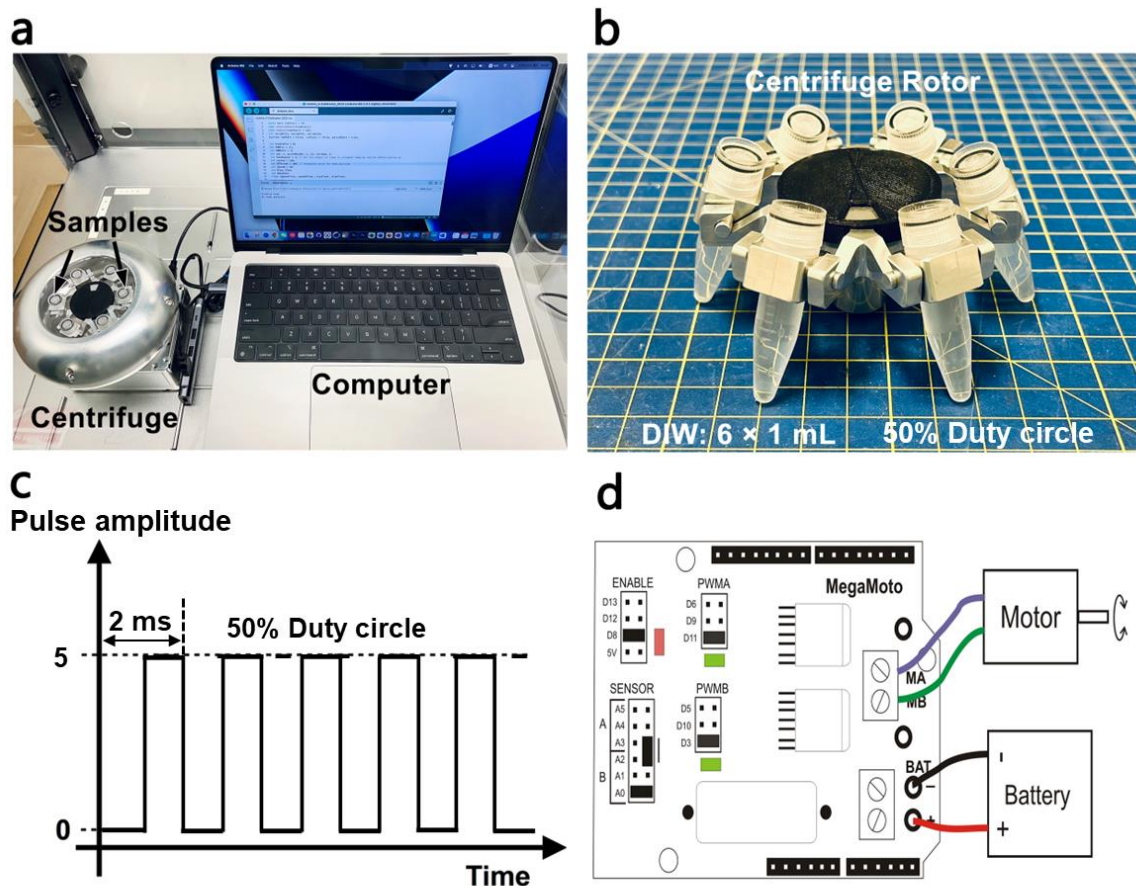 a
Samples
Computer
Centrifuge
b
Centrifuge Rotor
DIW: 6 × 1 mL 50% Duty circle
c
Pulse amplitude
2 ms
50% Duty circle
5
0
Time
d
ENABLE
D13
D12
D8
5V
PWMA
D6
D9
D11
MegaMoto
Motor
MA
MB
SENSOR
A
A5
A4
A3
B
A2
A1
A0
PWMB
D5
D10
D3
BAT
–
+
-
Battery
+